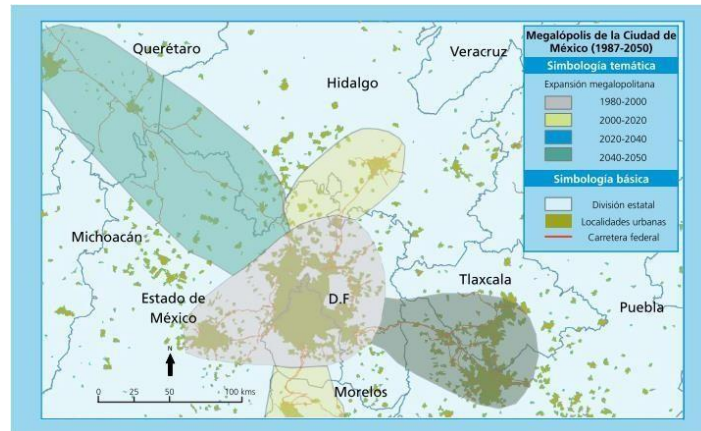 Querétaro
Veracruz
Hidalgo
Michoacán
Estado de
México
D.F
Tlaxcala
Puebla
Morelos
N
0 25 50 100 kms
Megalópolis de la Ciudad de
México (1987-2050)
Simbología temática
Expansión megalopolitana
1980-2000
2000-2020
2020-2040
2040-2050
Simbología básica
División estatal
Localidades urbanas
Carretera federal